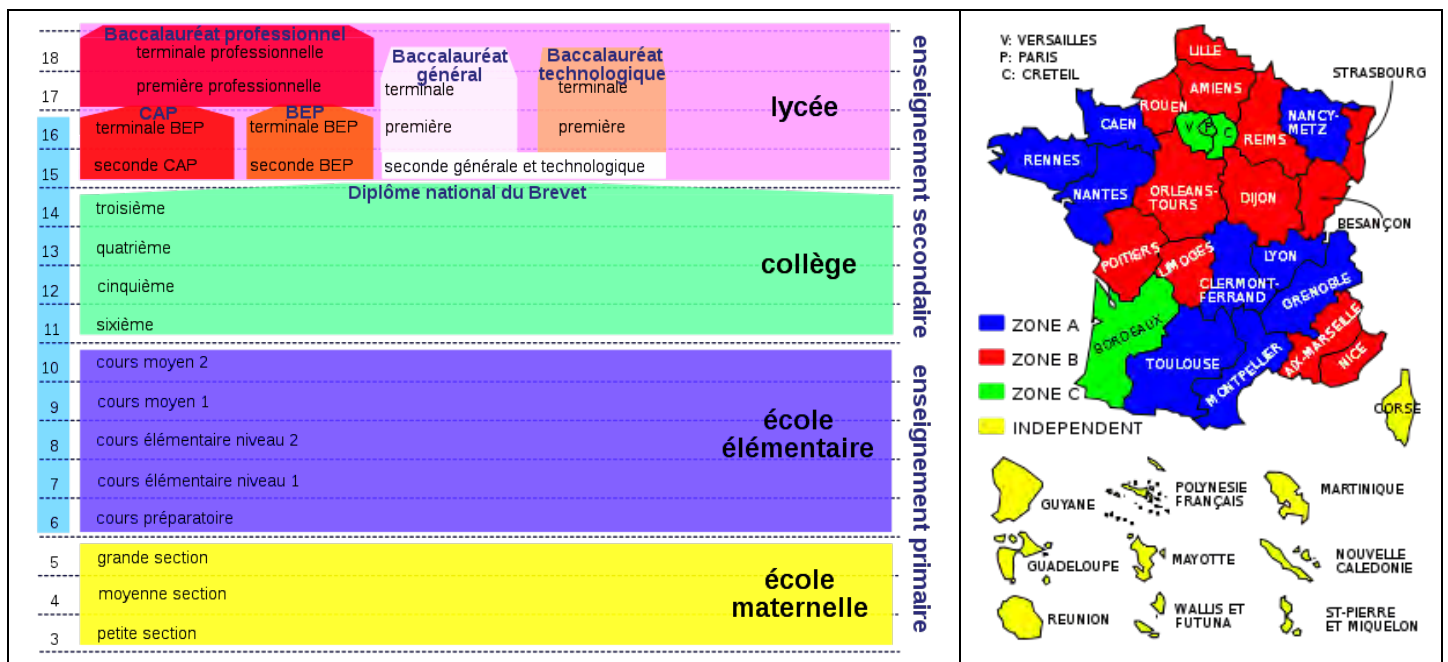 Baccalauréat professionnel
18
terminale professionnelle
Baccalauréat
général
Baccalauréat
technologique
17
première professionnelle
terminale
terminale
lycée
CAP
BEP
16
terminale BEP
terminale BEP
première
première
15
seconde CAP
seconde BEP
seconde générale et technologique
Diplôme national du Brevet
14
troisième
13
quatrième
collège
12
cinquième
11
sixième
enseignement secondaire
10
cours moyen 2
9
cours moyen 1
école
élémentaire
8
cours élémentaire niveau 2
7
cours élémentaire niveau 1
6
cours préparatoire
5
grande section
école
maternelle
4
moyenne section
3
petite section
enseignement primaire
V: VERSAILLES
P: PARIS
C: CRETEIL
LILLE
STRASBOURG
AMIENS
ROUEN
CAEN
V
P
C
REIMS
NANCY-
METZ
RENNES
NANTES
ORLEANS-
TOURS
DIJON
BESANÇON
POITIERS
LIMOGES
CLERMONT-
FERRAND
LYON
GRENOBLE
BORDEAUX
TOULOUSE
MONTPELLIER
AIX-MARSEILLE
NICE
CORSE
ZONE A
ZONE B
ZONE C
INDEPENDENT
GUYANE
POLYNESIE
FRANÇAIS
MARTINIQUE
GUADELOUPE
MAYOTTE
NOUVELLE
CALEDONIE
REUNION
WALLIS ET
FUTUNA
ST-PIERRE
ET MIQUELON